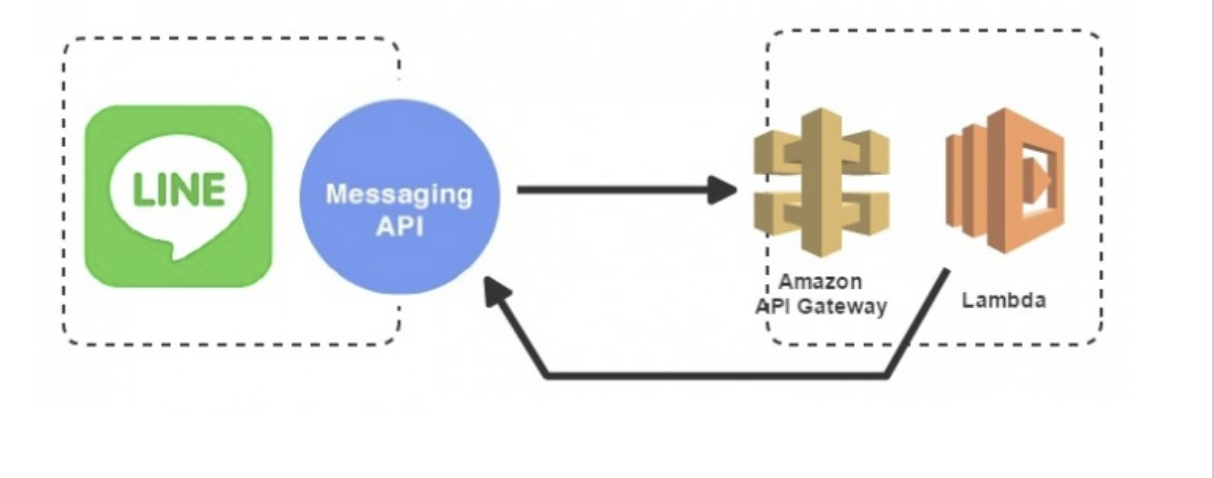 LINE
Messaging
API
Amazon
API Gateway
Lambda